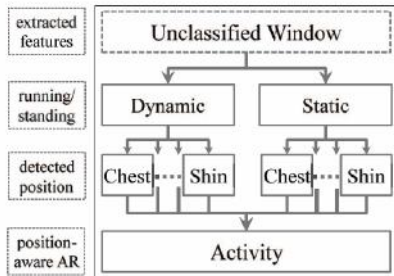 extracted
features
Unclassified Window
running/
standing
Dynamic
Static
detected
position
Chest
Shin
Chest
Shin
position-
aware AR
Activity